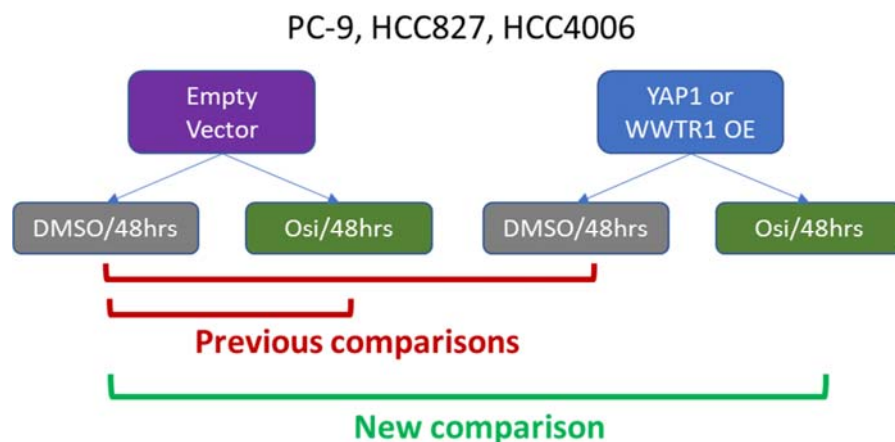 PC-9, HCC827, HCC4006
Empty
Vector
YAP1 or
WWTR1 OE
DMSO/48hrs
Osi/48hrs
DMSO/48hrs
Osi/48hrs
Previous comparisons
New comparison